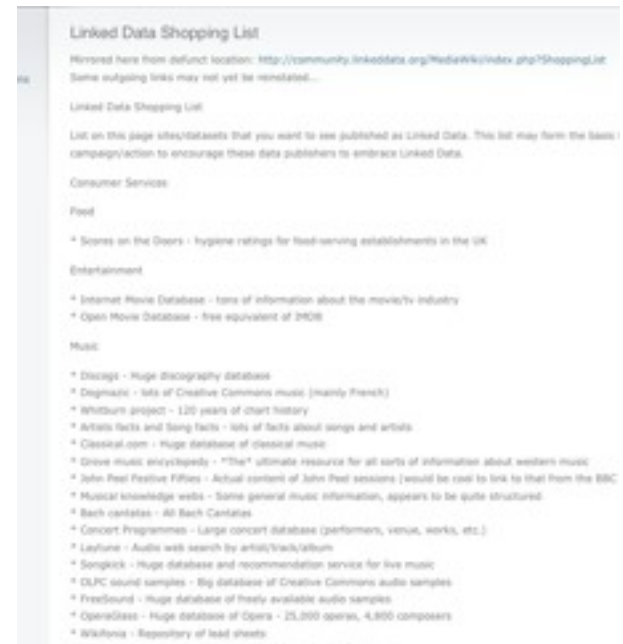 Linked Data Shopping List
Mirrored here from defunct location: http://community.linkeddata.org/MediaWiki/index.php?ShoppingList
Some outgoing links may not yet be reinstated...
Linked Data Shopping List
List on this page sites/datasets that you want to see published as Linked Data. This list may form the basis
campaign/action to encourage these data publishers to embrace Linked Data.
Consumer Services
Food
* Scores on the Doors - hygiene ratings for food-serving establishments in the UK
Entertainment
* Internet Movie Database - tons of information about the movie/tv industry
* Open Movie Database - free equivalent of IMDB
Music
* Discogs - Huge discography database
* Dogmazic - lots of Creative Commons music (mainly French)
* Whitburn project - 120 years of chart history
* Artists facts and Song facts - lots of facts about songs and artists
* Classical.com - Huge database of classical music
* Grove music encyclopedy - *The* ultimate resource for all sorts of information about western music
* John Peel Festive Fifties - Actual content of John Peel sessions (would be cool to link to that from the BBC
* Musical knowledge webs - Some general music information, appears to be quite structured
* Bach cantatas - All Bach Cantatas
* Concert Programmes - Large concert database (performers, venue, works, etc.)
* Laytune - Audio web search by artist/track/album
* Songkick - Huge database and recommendation service for live music
* OLPC sound samples - Big database of Creative Commons audio samples
* FreeSound - Huge database of freely available audio samples
* OperaGlass - Huge database of Opera - 25,000 operas, 4,800 composers
* Wikifonia - Repository of lead sheets